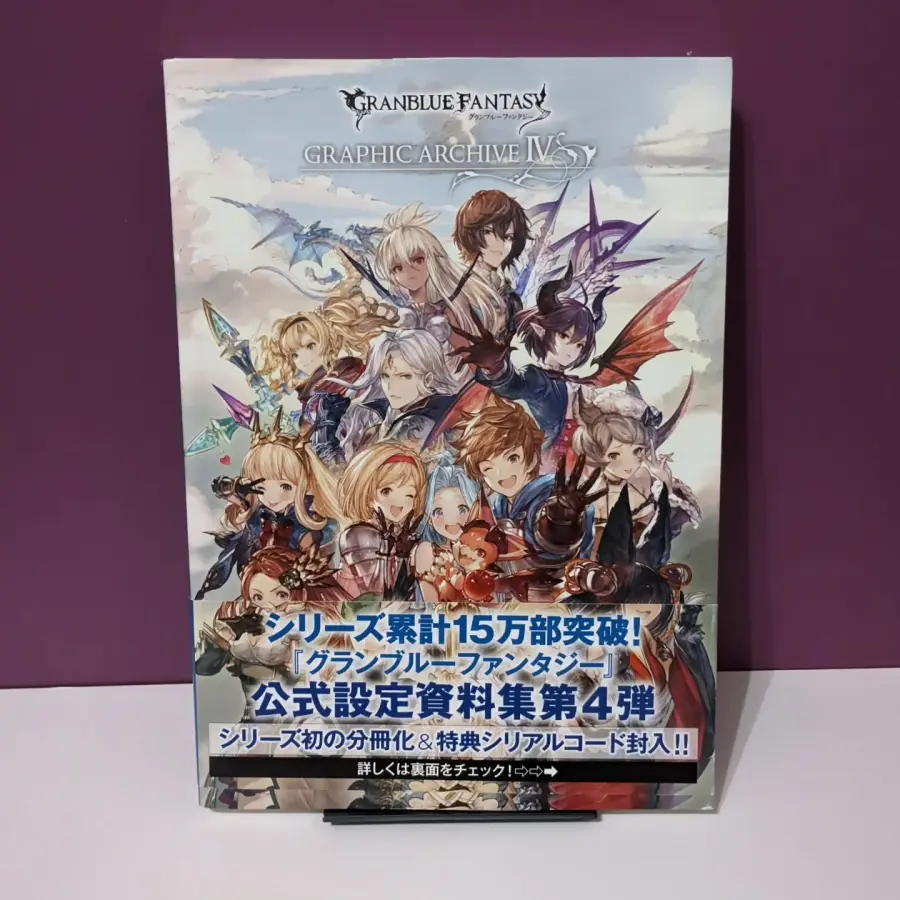 GRANBLUE FANTASY
グランブルーファンタジー
GRAPHIC ARCHIVE IV
シリーズ累計15万部突破!
『グランブルーファンタジー』
公式設定資料集第4弾
シリーズ初の分冊化&特典シリアルコード封入!!
詳しくは裏面をチェック!⇨⇨➡